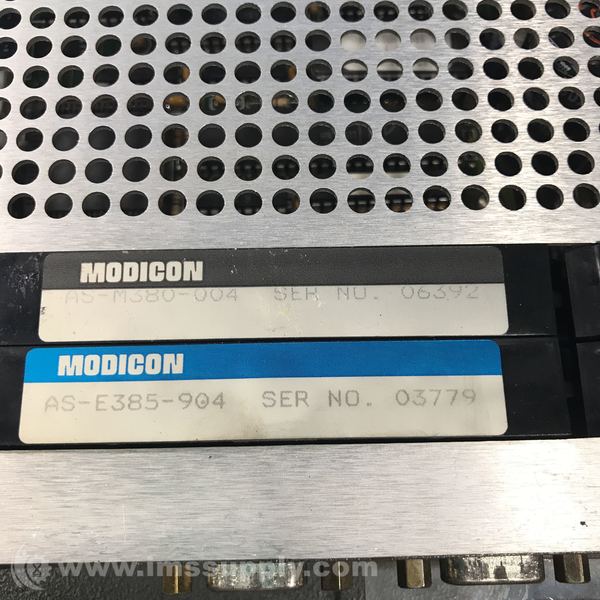 MODICON
AS-M380-004 SER NO. 06392
MODICON
AS-E385-904 SER NO. 03779
www.imssupply.com